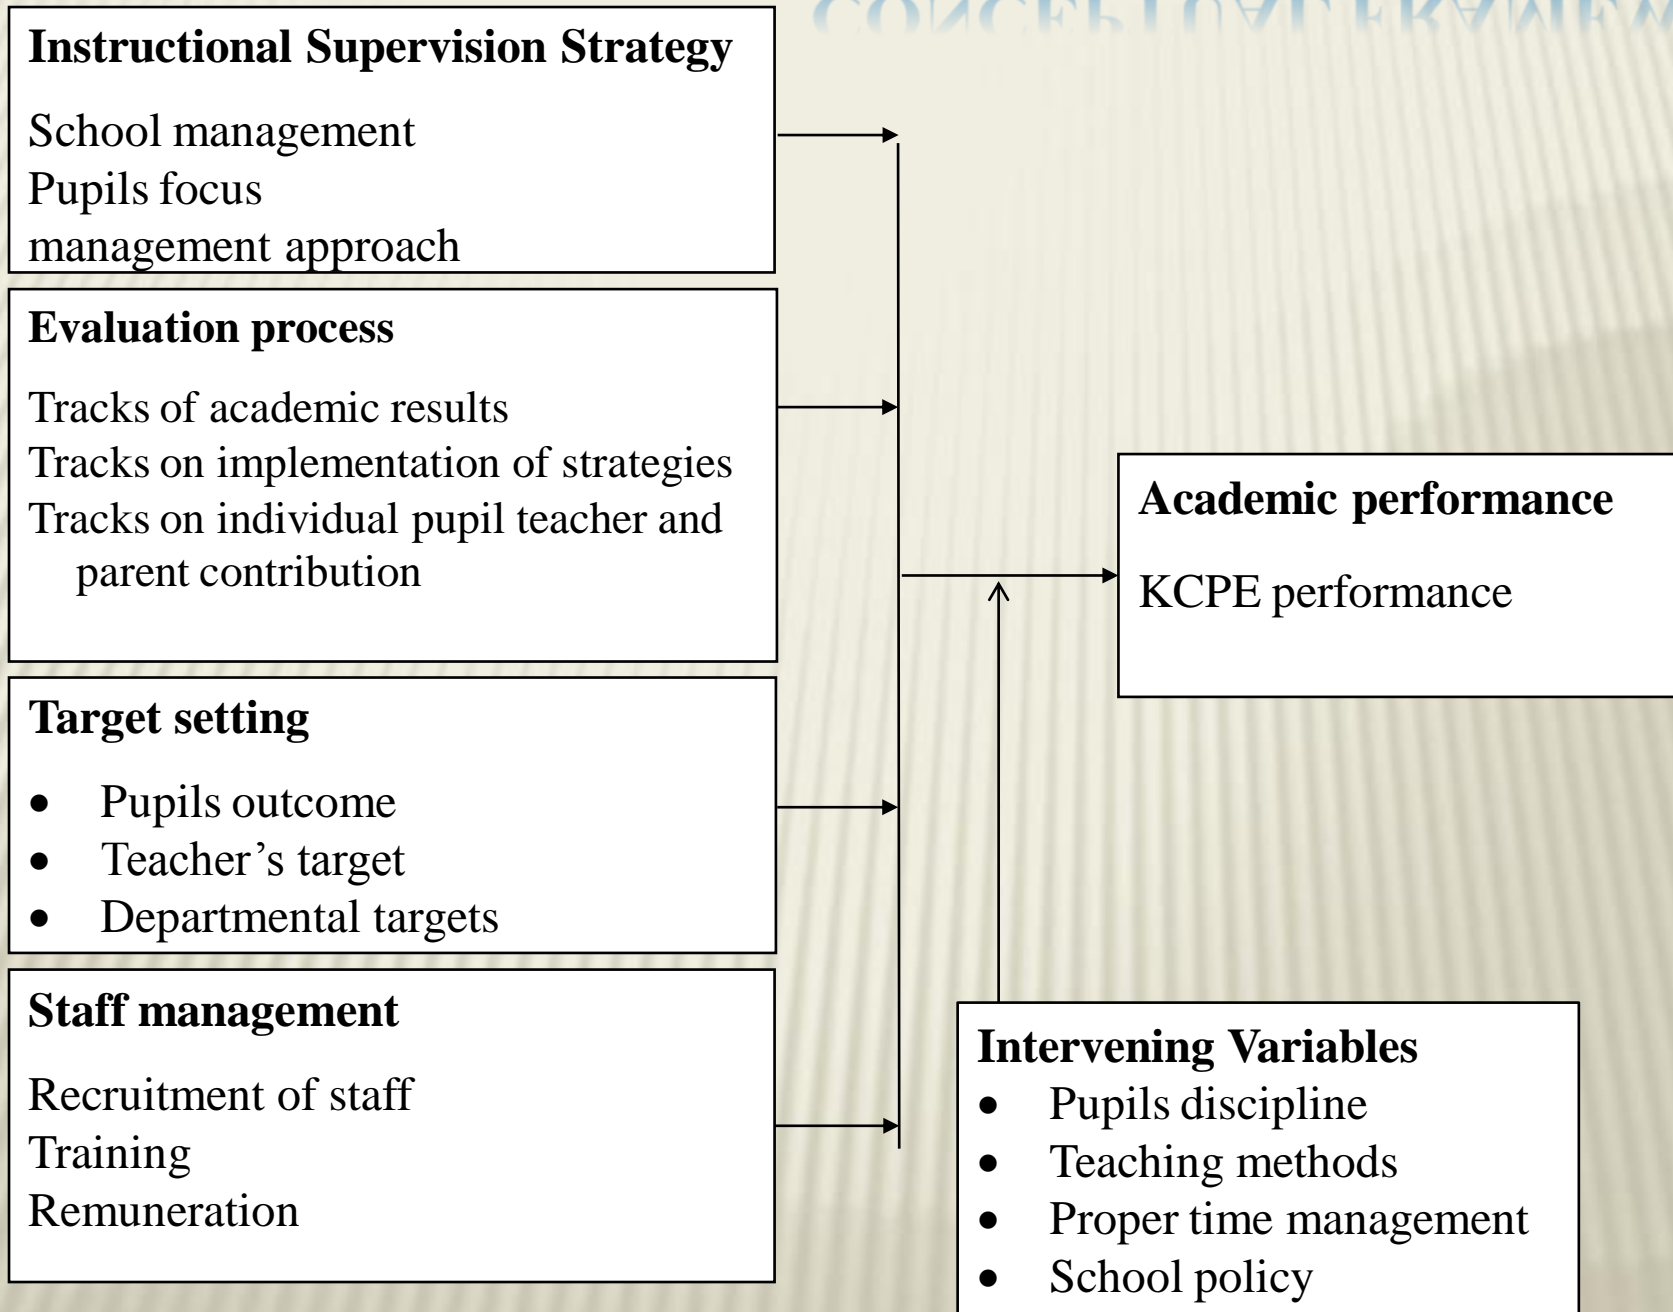 Instructional Supervision Strategy
School management
Pupils focus
management approach
Evaluation process
Tracks of academic results
Tracks on implementation of strategies
Tracks on individual pupil teacher and
parent contribution
Target setting
• Pupils outcome
• Teacher’s target
• Departmental targets
Staff management
Recruitment of staff
Training
Remuneration
Academic performance
KCPE performance
Intervening Variables
• Pupils discipline
• Teaching methods
• Proper time management
• School policy